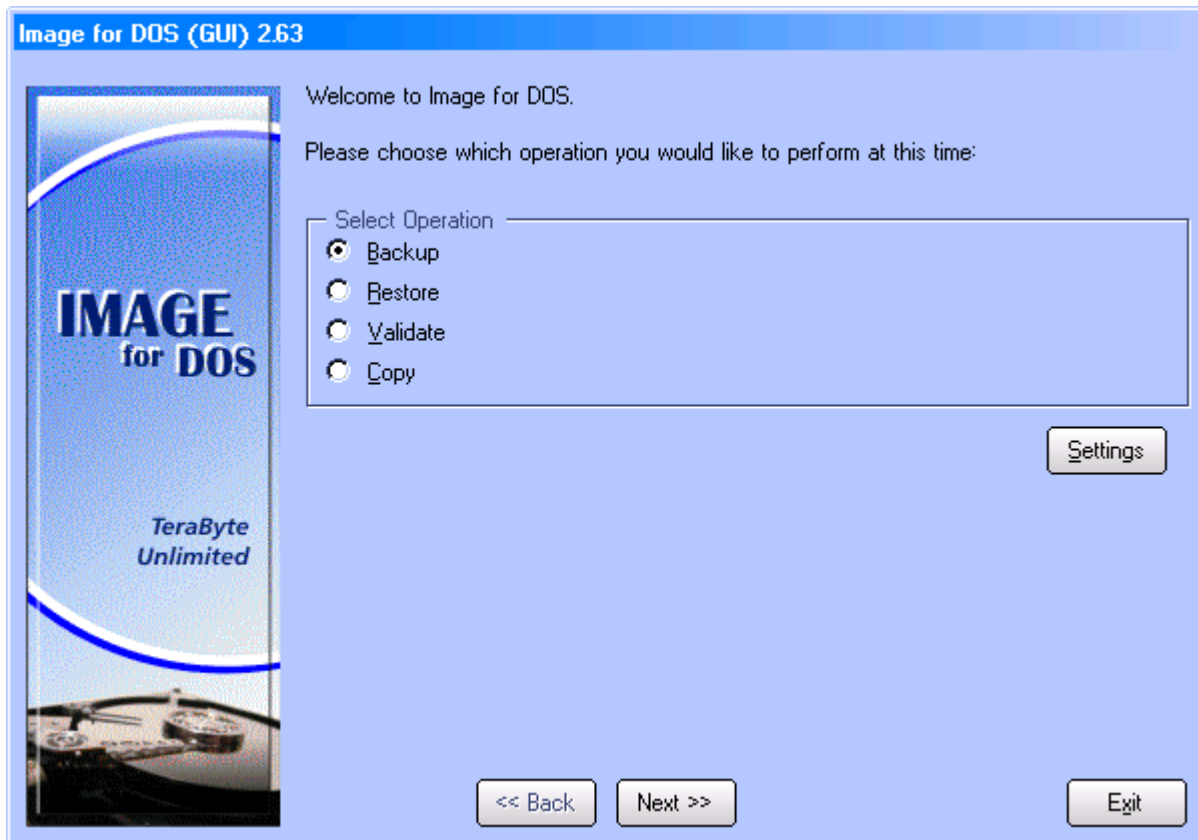 Image for DOS (GUI) 2.63
Welcome to Image for DOS.
Please choose which operation you would like to perform at this time:
Select Operation
Backup
Restore
Validate
Copy
Settings
IMAGE
for DOS
TeraByte
Unlimited
<< Back
Next >>
Exit